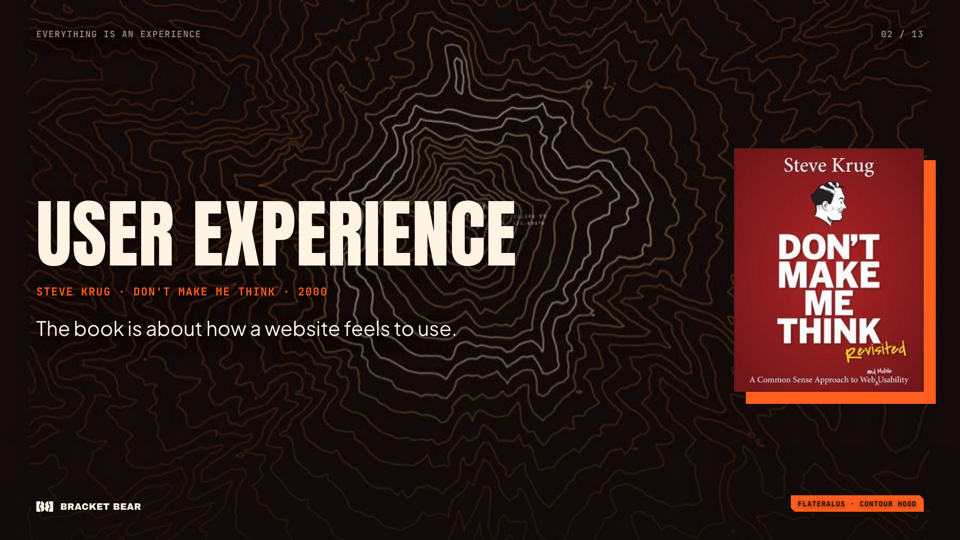 EVERYTHING IS AN EXPERIENCE
02 / 13
USER EXPERIENCE
STEVE KRUG · DON'T MAKE ME THINK · 2000
The book is about how a website feels to use.
Steve Krug
DON'T
MAKE
ME
THINK
Revisited
and Mobile
A Common Sense Approach to Web Usability
BRACKET BEAR
FLATERALUS · CONTOUR HOOD